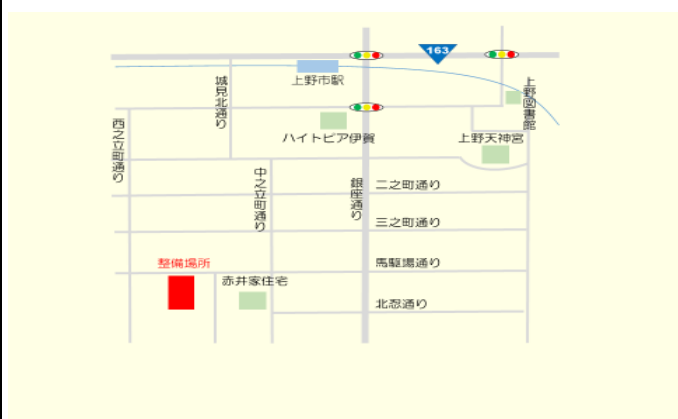 163
上野市駅
城見北通り
上野図書館
西之立町通り
ハイトピア伊賀
上野天神宮
中之立町通り
銀座通り
二之町通り
三之町通り
整備場所
馬駆場通り
赤井家住宅
北忍通り